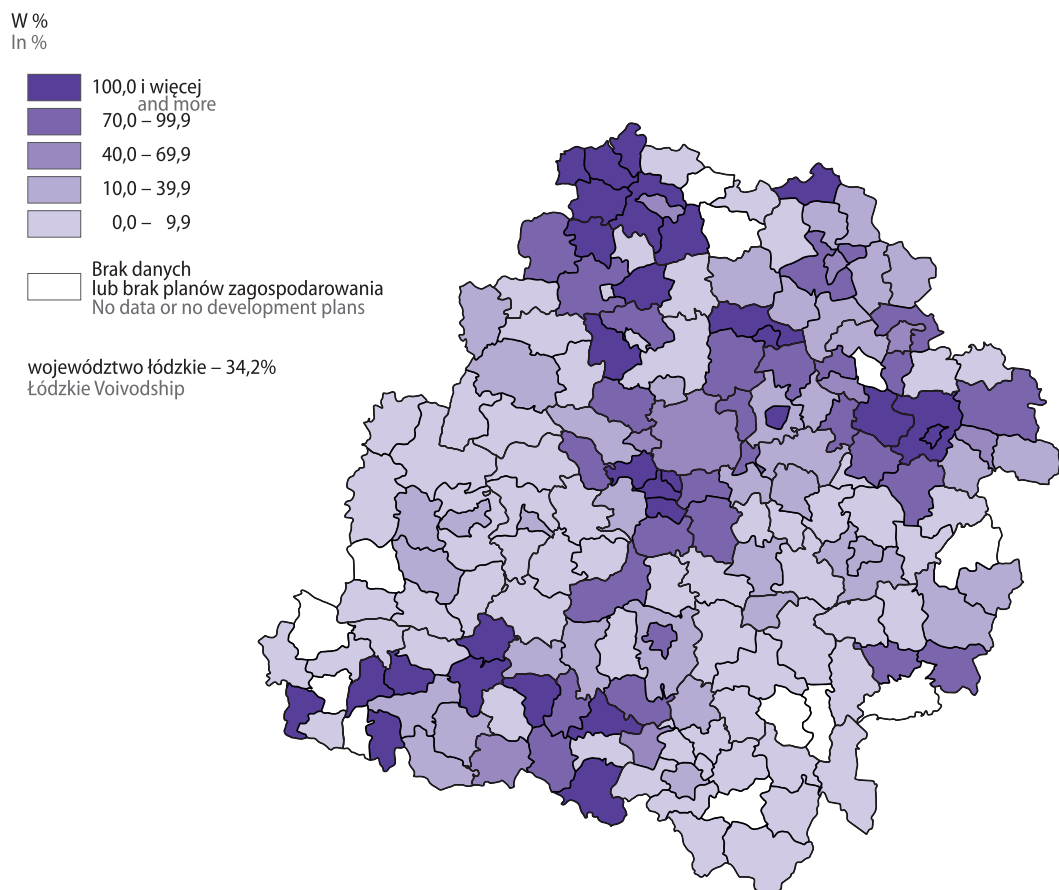 W %
In %
100,0 i więcej
and more
70,0 – 99,9
40,0 – 69,9
10,0 – 39,9
0,0 – 9,9
Brak danych
lub brak planów zagospodarowania
No data or no development plans
województwo łódzkie – 34,2%
Łódzkie Voivodship